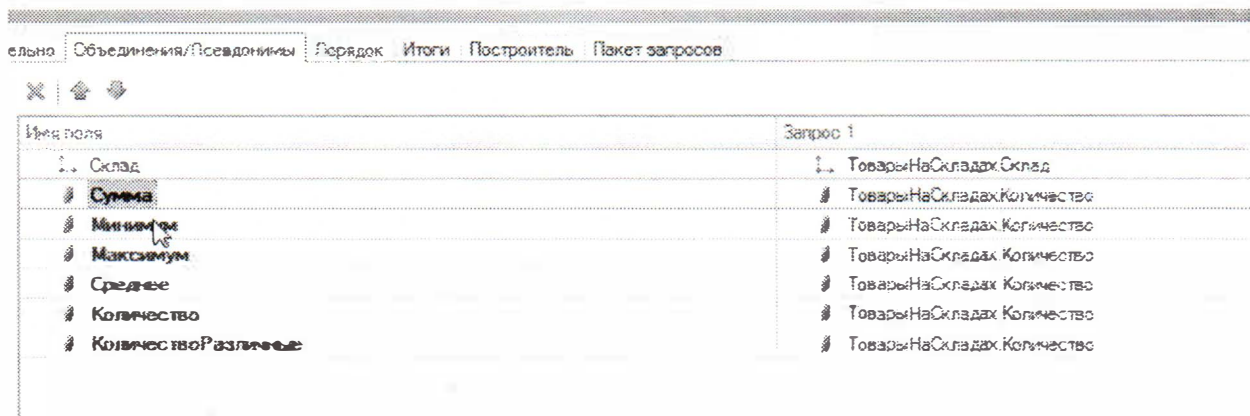 ельно Объединения/Псевдонимы Порядок Итоги Построитель Пакет запросов
Имя поля Запрос 1
Склад ТоварыНаСкладах.Склад
Сумма ТоварыНаСкладах.Количество
Минимум ТоварыНаСкладах.Количество
Максимум ТоварыНаСкладах.Количество
Среднее ТоварыНаСкладах.Количество
Количество ТоварыНаСкладах.Количество
КоличествоРазличные ТоварыНаСкладах.Количество